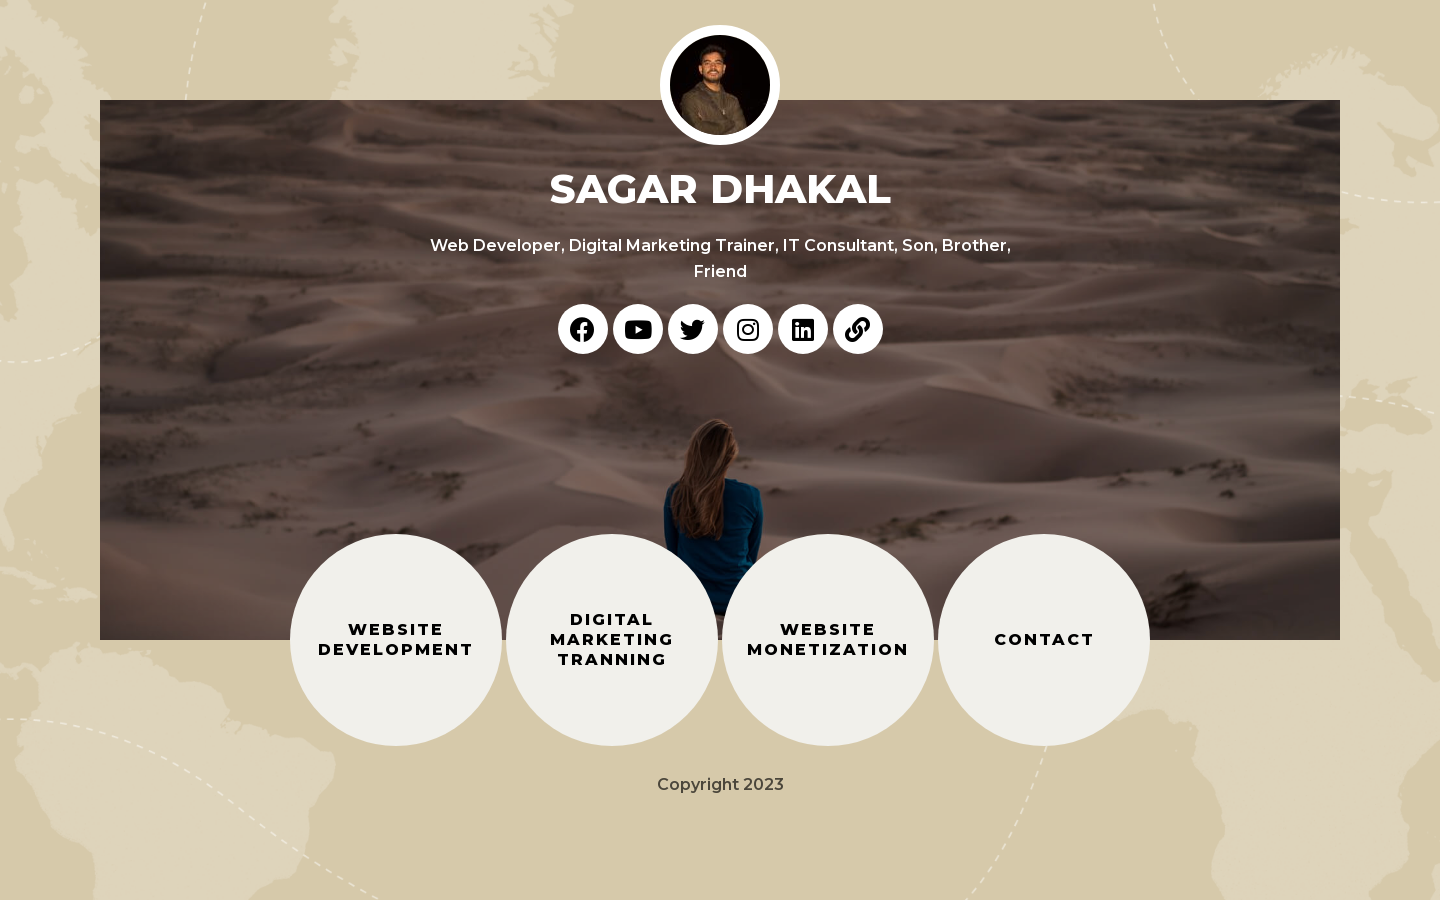 SAGAR DHAKAL
Web Developer, Digital Marketing Trainer, IT Consultant, Son, Brother,
Friend
WEBSITE
DEVELOPMENT
DIGITAL
MARKETING
TRANNING
WEBSITE
MONETIZATION
CONTACT
Copyright 2023